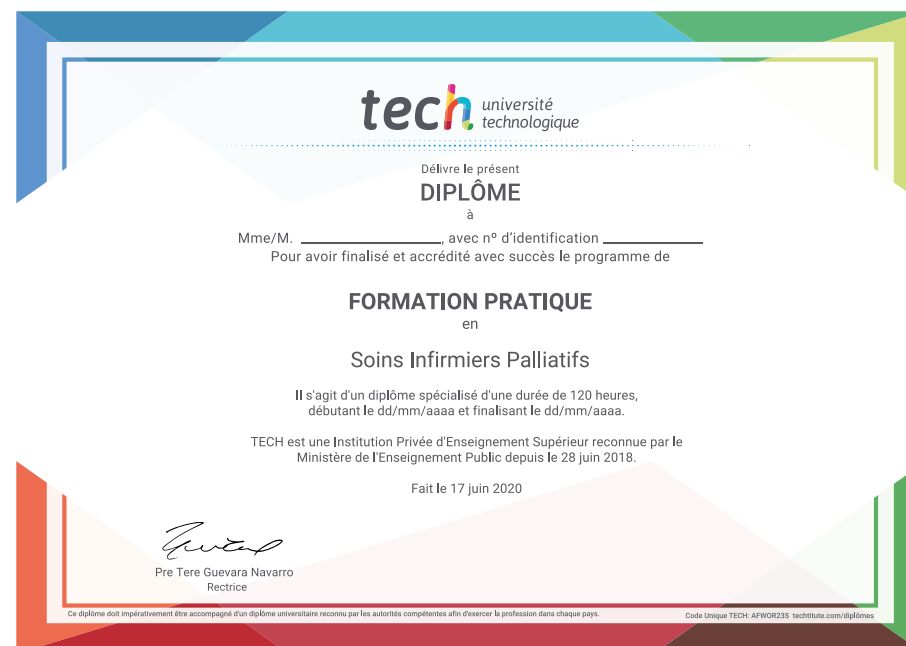 tech université
technologique
Délivre le présent
DIPLÔME
à
Mme/M. ____________________, avec nº d'identification ______________
Pour avoir finalisé et accrédité avec succès le programme de
FORMATION PRATIQUE
en
Soins Infirmiers Palliatifs
Il s'agit d'un diplôme spécialisé d'une durée de 120 heures,
débutant le dd/mm/aaaa et finalisant le dd/mm/aaaa.
TECH est une Institution Privée d'Enseignement Supérieur reconnue par le
Ministère de l'Enseignement Public depuis le 28 juin 2018.
Fait le 17 juin 2020
Pre Tere Guevara Navarro
Rectrice
Ce diplôme doit impérativement être accompagné d'un diplôme universitaire reconnu par les autorités compétentes afin d'exercer la profession dans chaque pays.
Code Unique TECH: AFWOR23S techtitute.com/diplômes